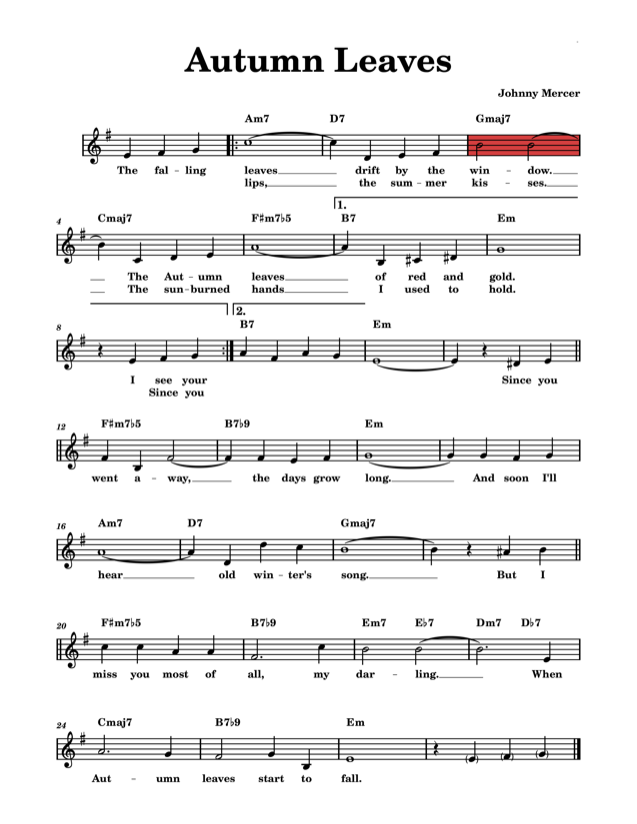 Autumn Leaves
Johnny Mercer
Am7 D7 Gmaj7
The fal – ling leaves drift by the win – dow.
lips, the sum – mer kis – ses.
1.
4 Cmaj7 F♯m7♭5 B7 Em
The Aut – umn leaves of red and gold.
The sun – burned hands I used to hold.
2.
8 B7 Em
I see your Since you
Since you
12 F♯m7♭5 B7♭9 Em
went a – way, the days grow long. And soon I'll
16 Am7 D7 Gmaj7
hear old win – ter's song. But I
20 F♯m7♭5 B7♭9 Em7 E♭7 Dm7 D♭7
miss you most of all, my dar – ling. When
24 Cmaj7 B7♭9 Em
Aut – umn leaves start to fall.